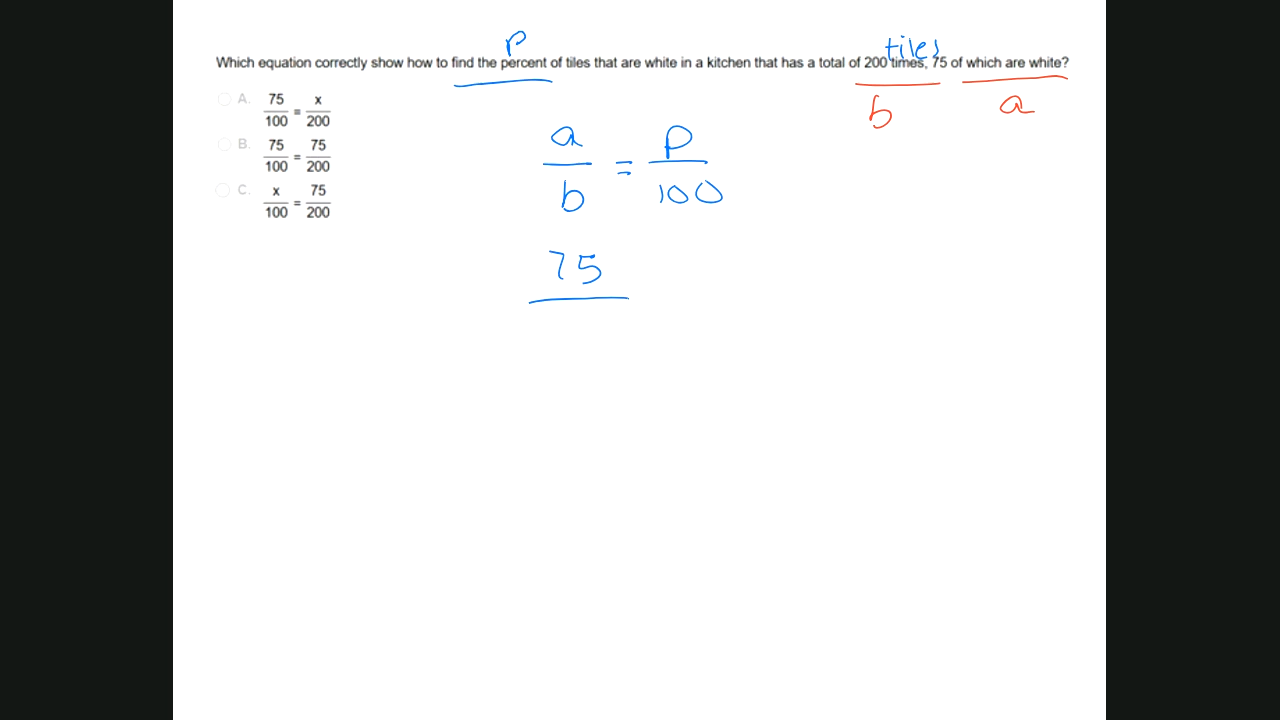 p
tiles
Which equation correctly show how to find the percent of tiles that are white in a kitchen that has a total of 200 times, 75 of which are white?
b
a
A. 75/100 = x/200
B. 75/100 = 75/200
C. x/100 = 75/200
a/b = p/100
75